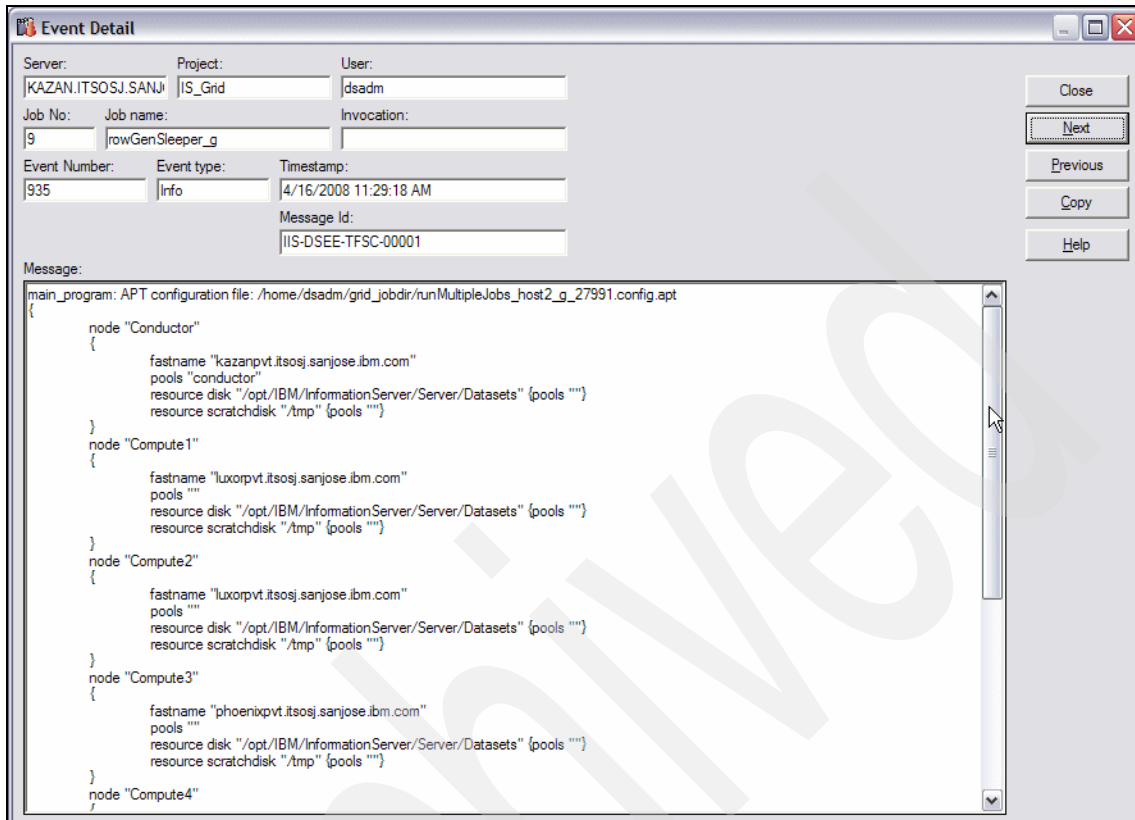 Event Detail
Server: Project: User:
KAZAN.ITSOSJ.SANJ IS_Grid dsadm
Close
Job No: Job name: Invocation:
9 rowGenSleeper_g
Next
Event Number: Event type: Timestamp:
935 Info 4/16/2008 11:29:18 AM
Previous
Message Id:
Copy
IIS-DSEE-TFSC-00001
Help
Message:
main_program: APT configuration file: /home/dsadm/grid_jobdir/runMultipleJobs_host2_g_27991.config.apt
{
node "Conductor"
{
fastname "kazanpvt.itsosj.sanjose.ibm.com"
pools "conductor"
resource disk "/opt/IBM/InformationServer/Server/Datasets" {pools ""}
resource scratchdisk "/tmp" {pools ""}
}
node "Compute1"
{
fastname "luxorpvt.itsosj.sanjose.ibm.com"
pools ""
resource disk "/opt/IBM/InformationServer/Server/Datasets" {pools ""}
resource scratchdisk "/tmp" {pools ""}
}
node "Compute2"
{
fastname "luxorpvt.itsosj.sanjose.ibm.com"
pools ""
resource disk "/opt/IBM/InformationServer/Server/Datasets" {pools ""}
resource scratchdisk "/tmp" {pools ""}
}
node "Compute3"
{
fastname "phoenixpvt.itsosj.sanjose.ibm.com"
pools ""
resource disk "/opt/IBM/InformationServer/Server/Datasets" {pools ""}
resource scratchdisk "/tmp" {pools ""}
}
node "Compute4"
{